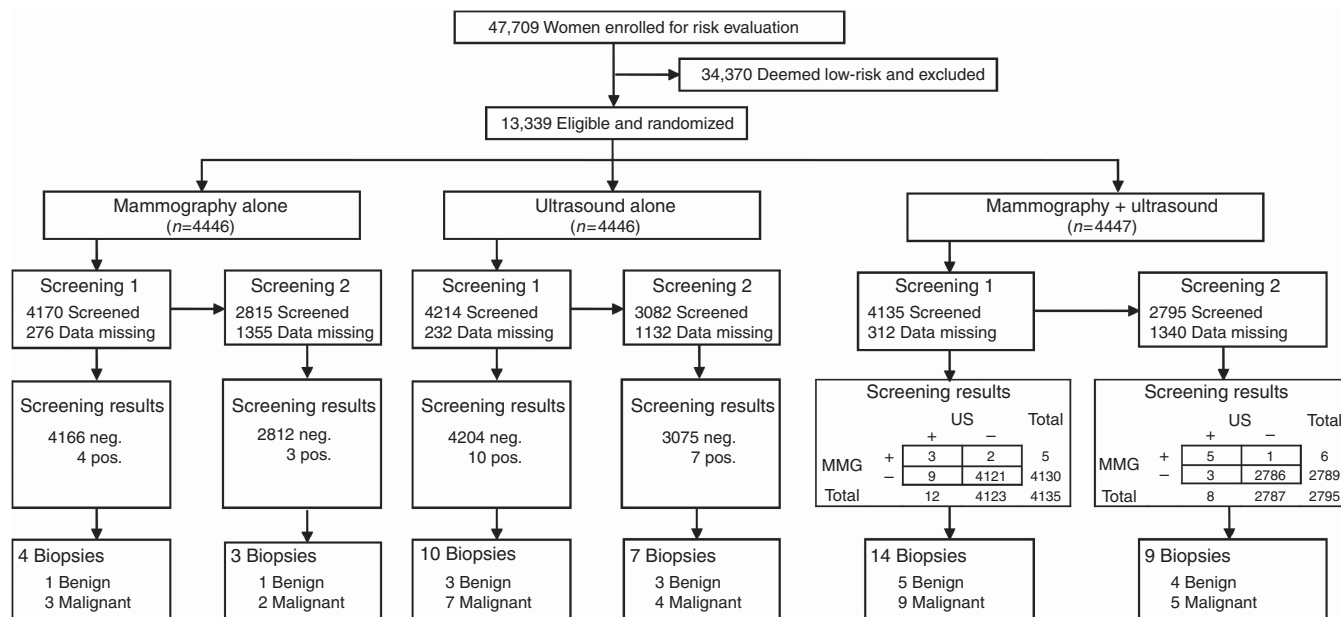 47,709 Women enrolled for risk evaluation
34,370 Deemed low-risk and excluded
13,339 Eligible and randomized
Mammography alone
(n=4446)
Ultrasound alone
(n=4446)
Mammography + ultrasound
(n=4447)
Screening 1
4170 Screened
276 Data missing
Screening 2
2815 Screened
1355 Data missing
Screening 1
4214 Screened
232 Data missing
Screening 2
3082 Screened
1132 Data missing
Screening 1
4135 Screened
312 Data missing
Screening 2
2795 Screened
1340 Data missing
Screening results
4166 neg.
4 pos.
Screening results
2812 neg.
3 pos.
Screening results
4204 neg.
10 pos.
Screening results
3075 neg.
7 pos.
Screening results
US Total
+ −
MMG + 3 2 5
− 9 4121 4130
Total 12 4123 4135
Screening results
US Total
+ −
MMG + 5 1 6
− 3 2786 2789
Total 8 2787 2795
4 Biopsies
1 Benign
3 Malignant
3 Biopsies
1 Benign
2 Malignant
10 Biopsies
3 Benign
7 Malignant
7 Biopsies
3 Benign
4 Malignant
14 Biopsies
5 Benign
9 Malignant
9 Biopsies
4 Benign
5 Malignant